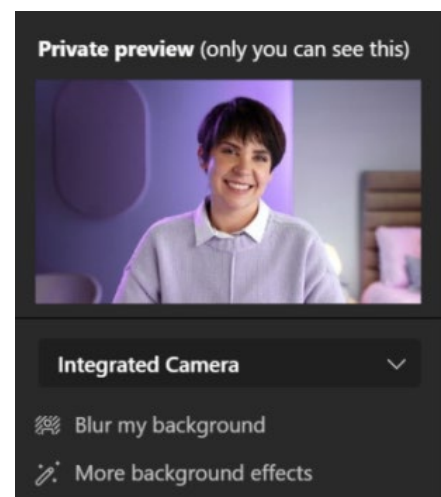 Private preview (only you can see this)
Integrated Camera
Blur my background
More background effects